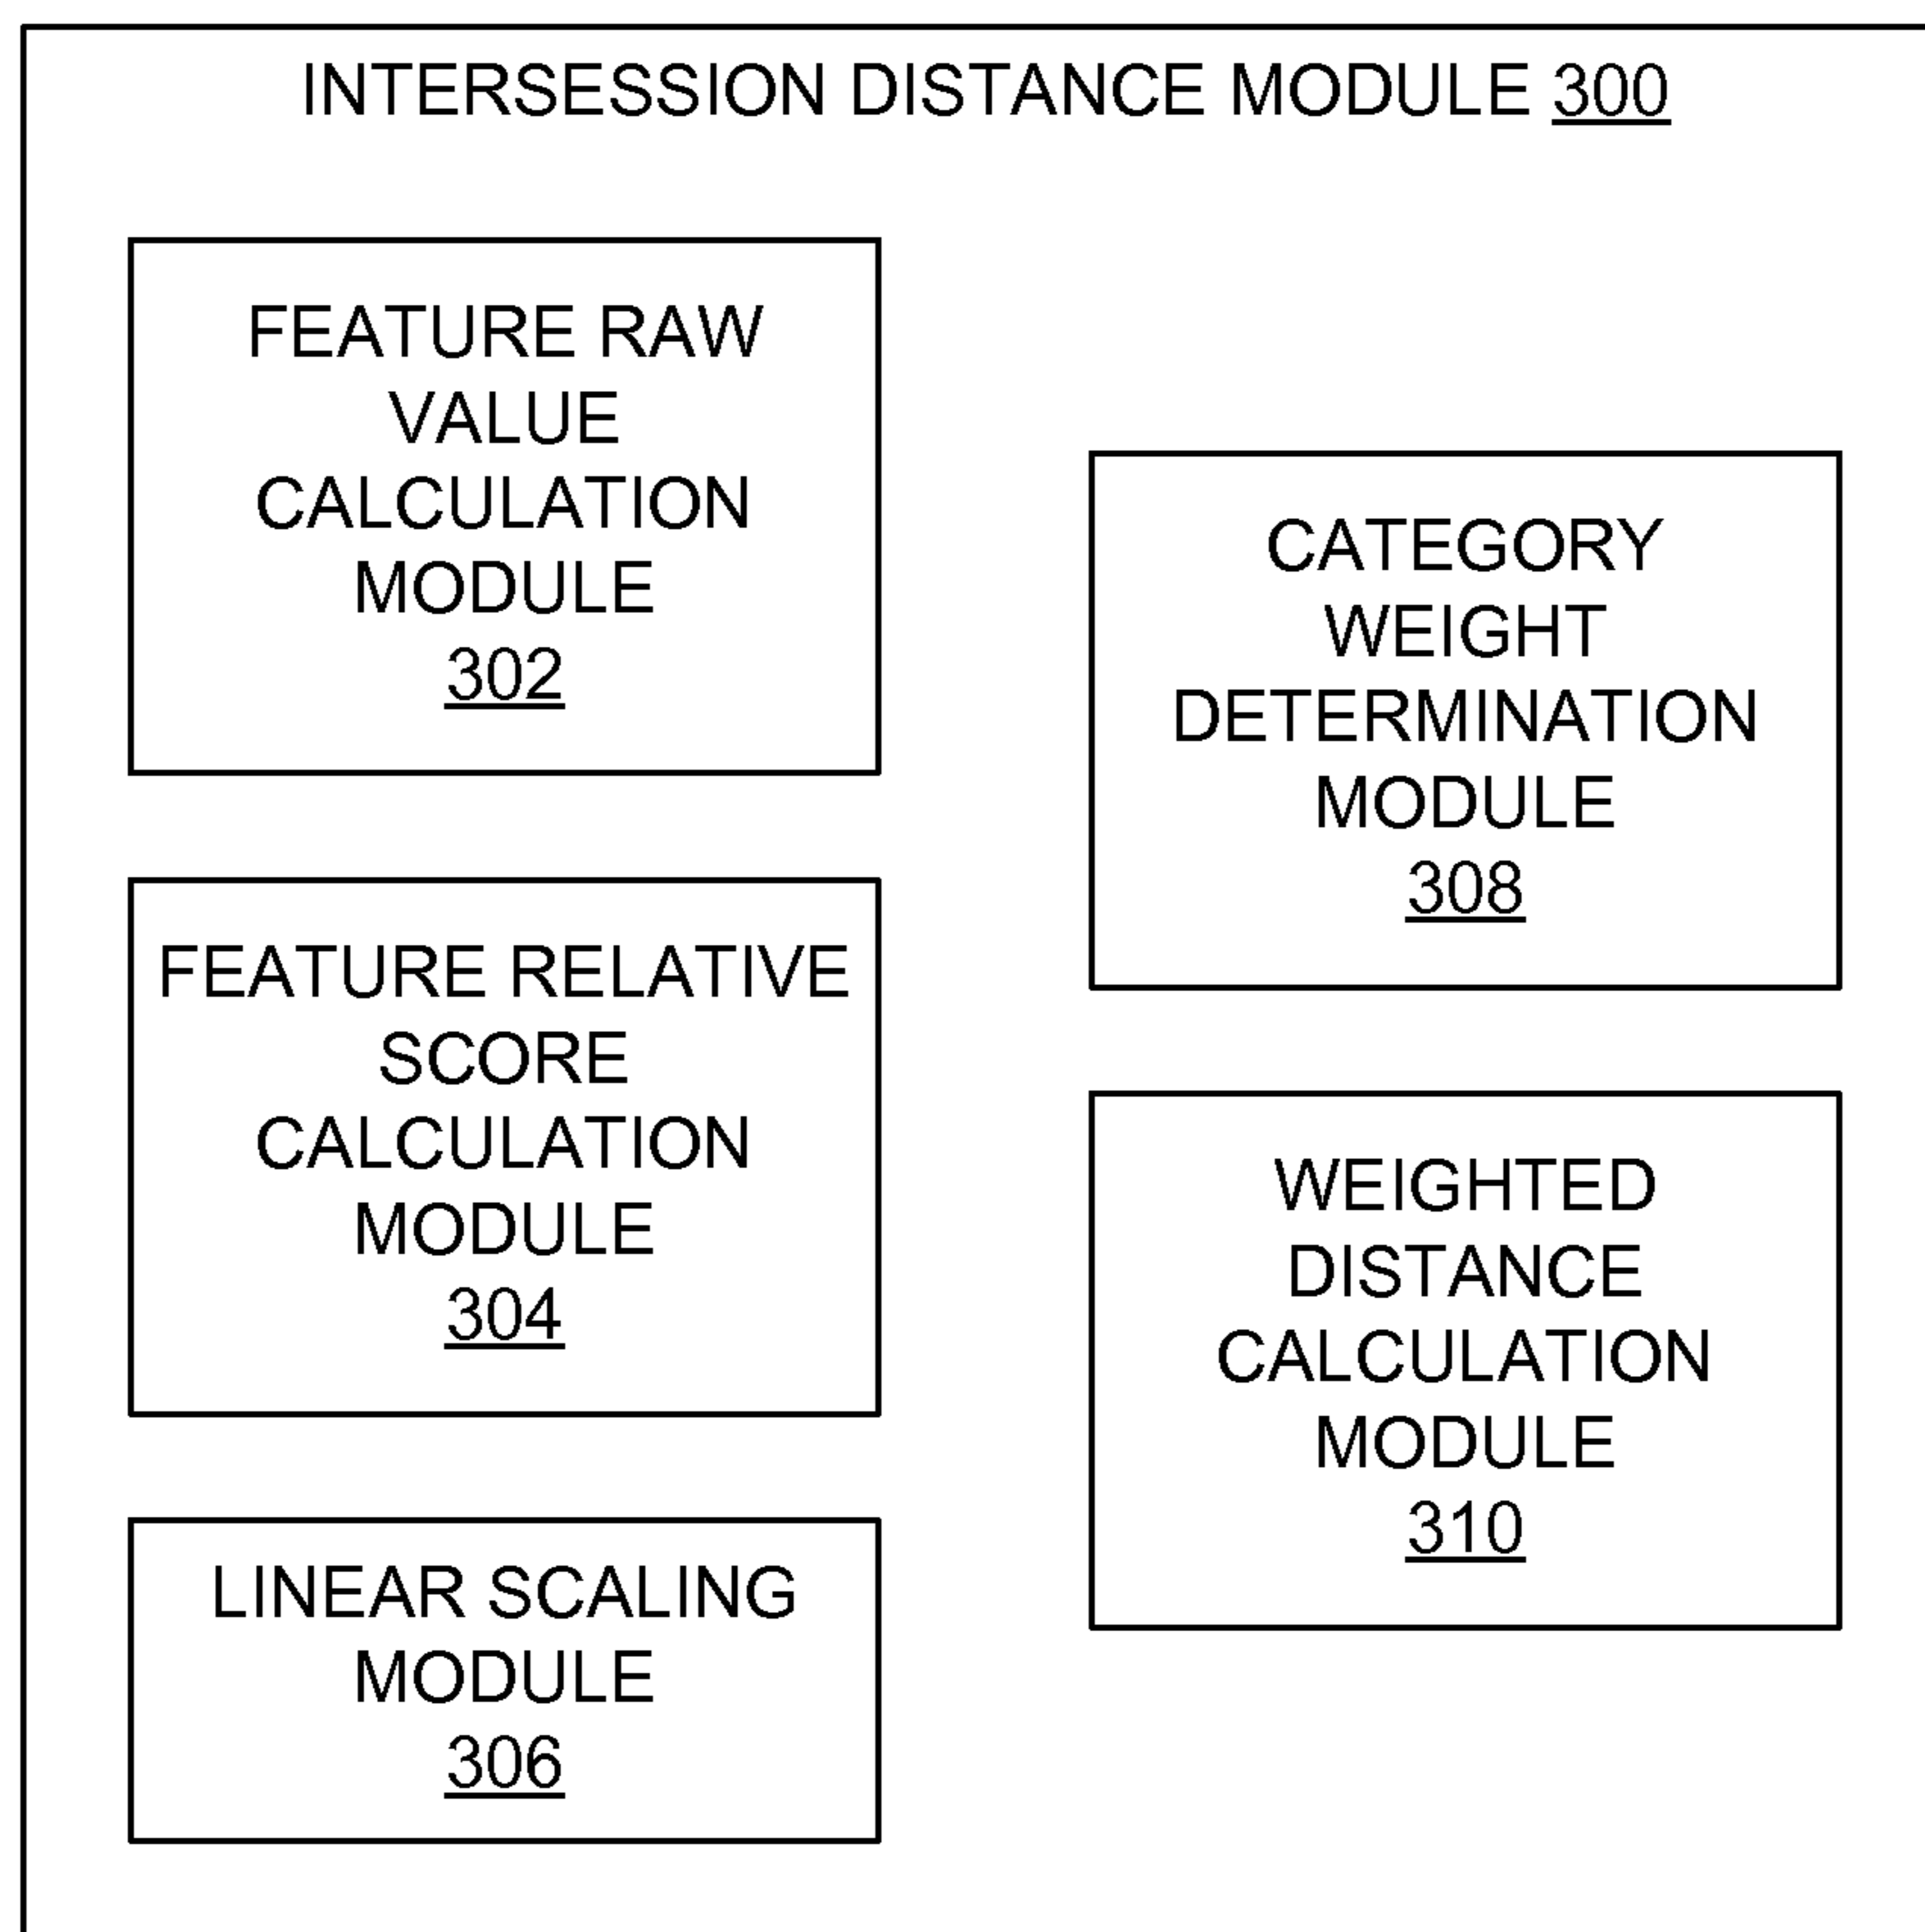 INTERSESSION DISTANCE MODULE 300
FEATURE RAW
VALUE
CALCULATION
MODULE
302
FEATURE RELATIVE
SCORE
CALCULATION
MODULE
304
LINEAR SCALING
MODULE
306
CATEGORY
WEIGHT
DETERMINATION
MODULE
308
WEIGHTED
DISTANCE
CALCULATION
MODULE
310